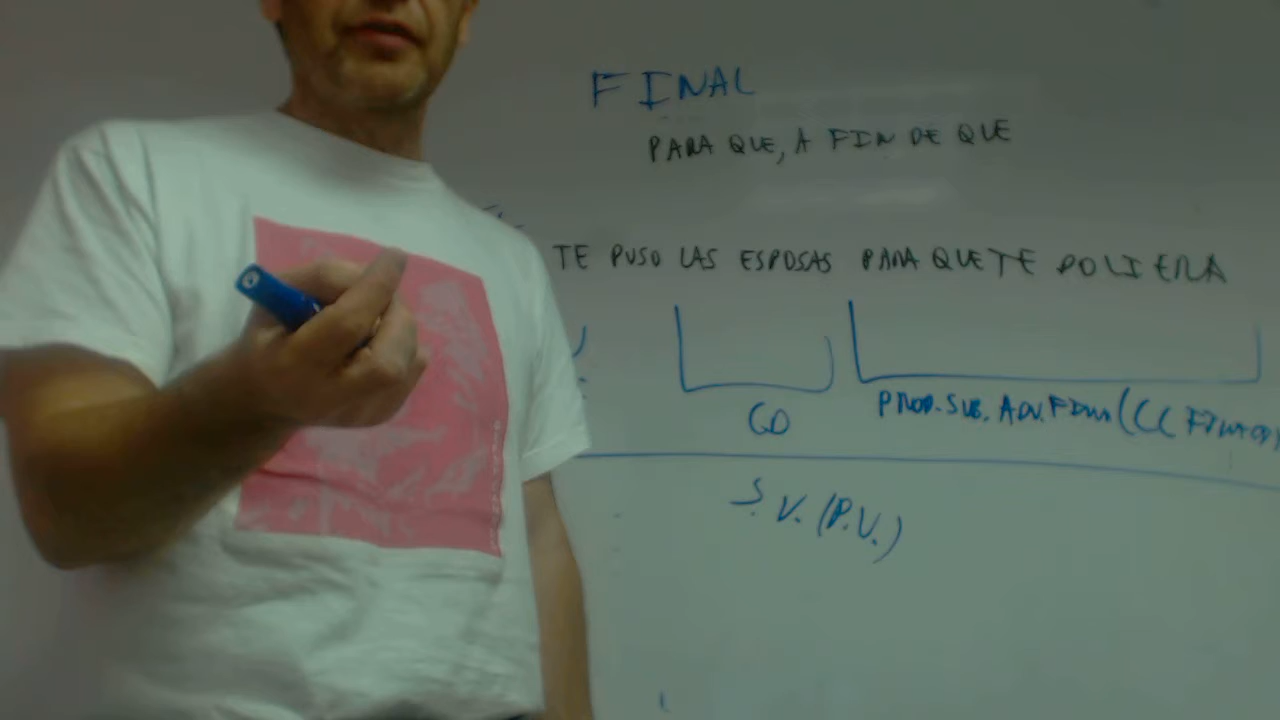 FINAL
PARA QUE, A FIN DE QUE
TE PUSO LAS ESPOSAS PARA QUE TE DOLIERA
CD
PROP. SUB. ADV. FINAL (CC
S.V. (P.V.)